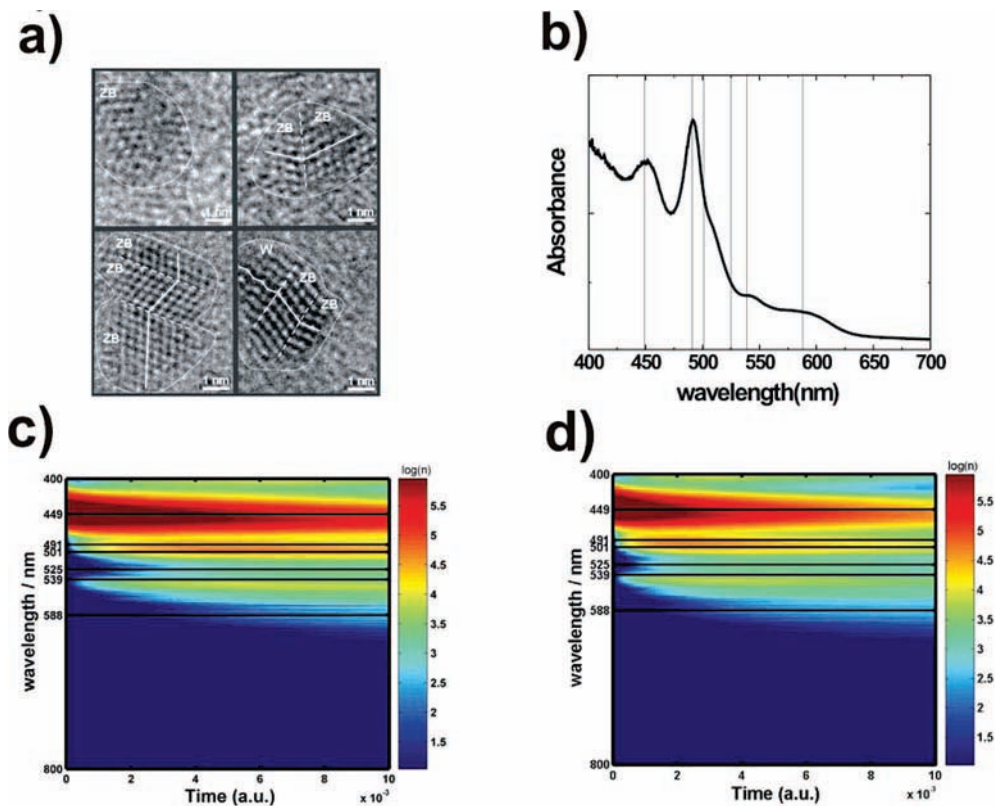 a)
ZB
1 nm
ZB
ZB
1 nm
ZB
ZB
ZB
1 nm
W
ZB
ZB
1 nm
b)
Absorbance
400 450 500 550 600 650 700
wavelength(nm)
c)
log(n)
400
449
491
501
525
539
588
800
wavelength / nm
0 2 4 6 8 10
Time (a.u.)
x 10⁻³
5.5
5
4.5
4
3.5
3
2.5
2
1.5
d)
log(n)
400
449
491
501
525
539
588
800
wavelength / nm
0 2 4 6 8 10
Time (a.u.)
x 10⁻³
5.5
5
4.5
4
3.5
3
2.5
2
1.5